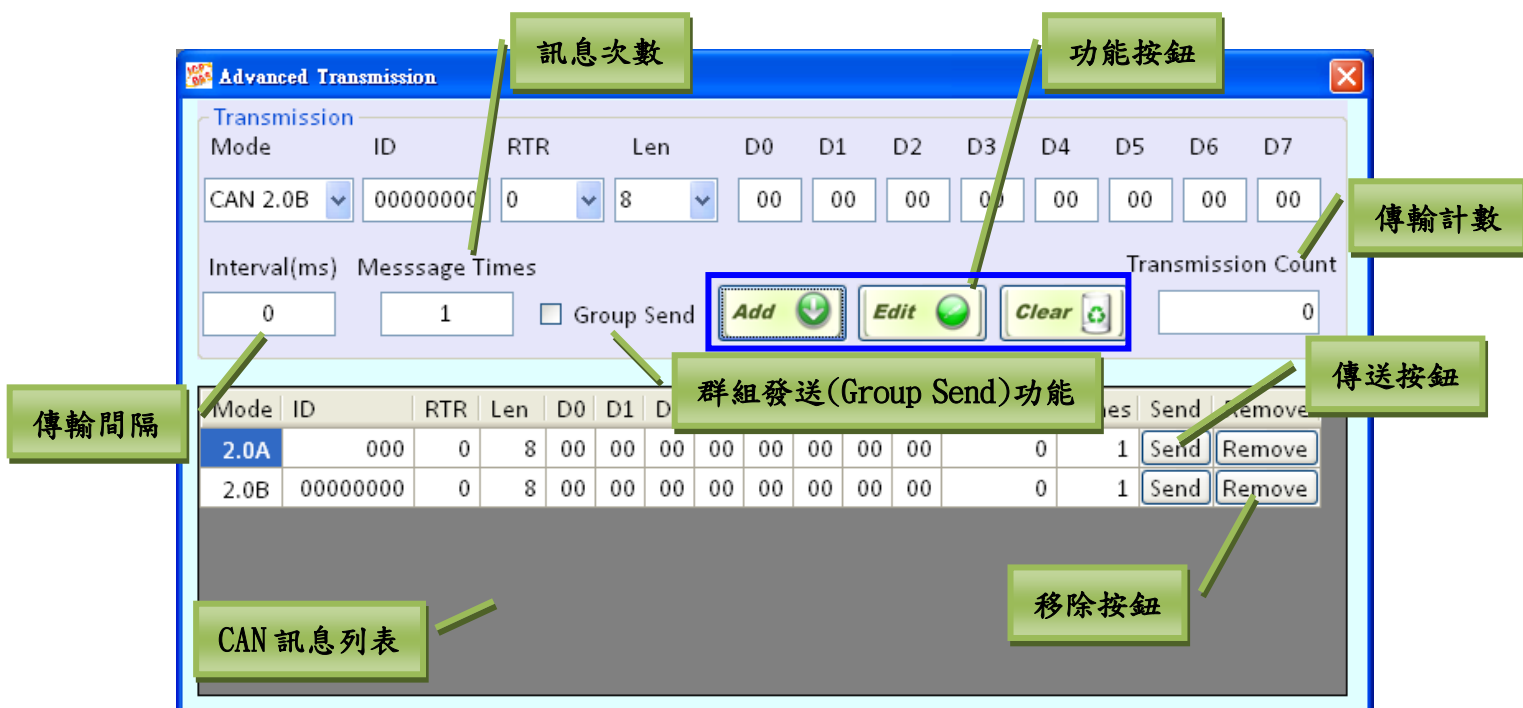 訊息次數
功能按鈕
Advanced Transmission
Transmission
Mode ID RTR Len D0 D1 D2 D3 D4 D5 D6 D7
CAN 2.0B 00000000 0 8 00 00 00 00 00 00 00 00
傳輸計數
Interval(ms) Messsage Times Transmission Count
0 1 Group Send Add Edit Clear 0
群組發送(Group Send)功能
傳送按鈕
傳輸間隔
Mode ID RTR Len D0 D1 Send Remove
2.0A 000 0 8 00 00 00 00 00 00 00 00 0 1 Send Remove
2.0B 00000000 0 8 00 00 00 00 00 00 00 00 0 1 Send Remove
移除按鈕
CAN 訊息列表